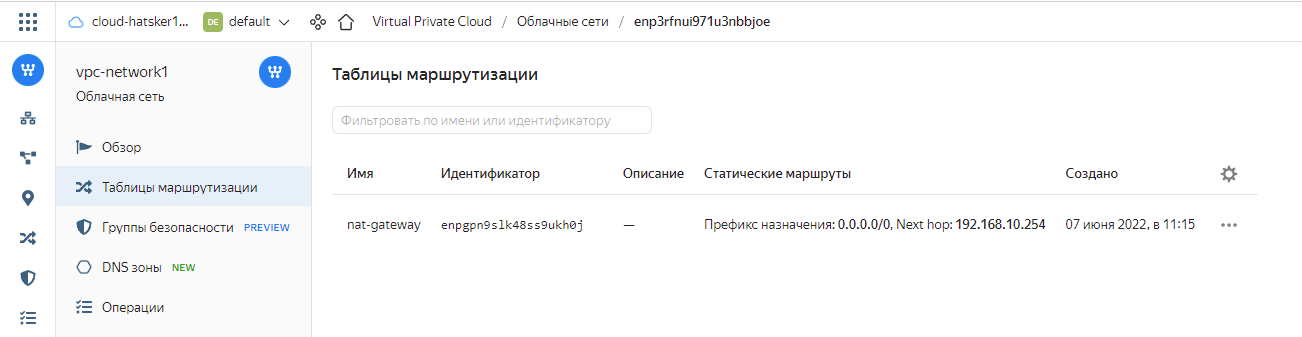 cloud-hatsker1... DE default Virtual Private Cloud / Облачные сети / enp3rfnui971u3nbbjoe
vpc-network1
Облачная сеть
Обзор
Таблицы маршрутизации
Группы безопасности PREVIEW
DNS зоны NEW
Операции
Таблицы маршрутизации
Фильтровать по имени или идентификатору
Имя Идентификатор Описание Статические маршруты Создано
nat-gateway enpgpn9slk48ss9ukh0j — Префикс назначения: 0.0.0.0/0, Next hop: 192.168.10.254 07 июня 2022, в 11:15